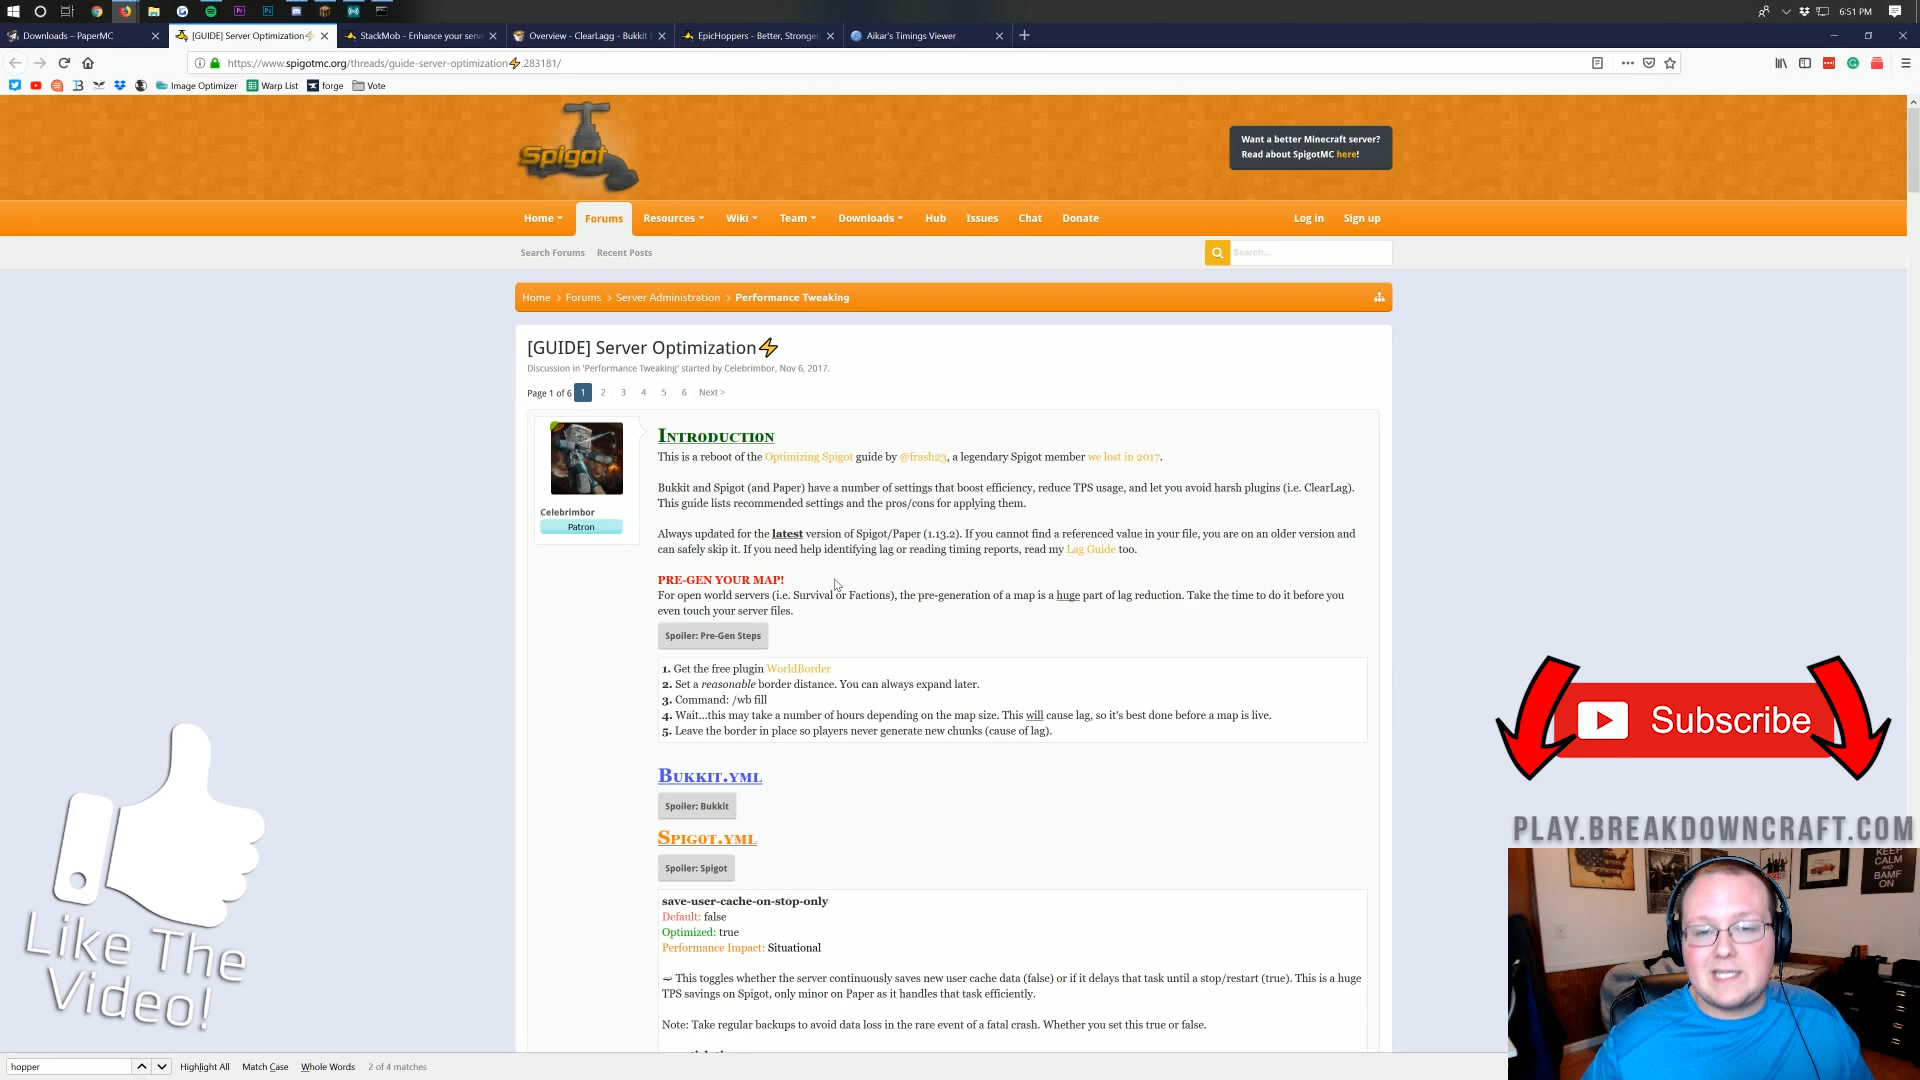 6:51 PM
Downloads – PaperMC
[GUIDE] Server Optimization⚡
StackMob - Enhance your serv
Overview - ClearLagg - Bukkit
EpicHoppers - Better, Stronger,
Aikar's Timings Viewer
https://www.spigotmc.org/threads/guide-server-optimization⚡.283181/
Image Optimizer
Warp List
forge
Vote
Spigot
Want a better Minecraft server?
Read about SpigotMC here!
Home
Forums
Resources
Wiki
Team
Downloads
Hub
Issues
Chat
Donate
Log in
Sign up
Search Forums
Recent Posts
Search...
Home > Forums > Server Administration > Performance Tweaking
[GUIDE] Server Optimization⚡
Discussion in 'Performance Tweaking' started by Celebrimbor, Nov 6, 2017.
Page 1 of 6 1 2 3 4 5 6 Next >
Celebrimbor
Patron
Introduction
This is a reboot of the Optimizing Spigot guide by @frash23, a legendary Spigot member we lost in 2017.
Bukkit and Spigot (and Paper) have a number of settings that boost efficiency, reduce TPS usage, and let you avoid harsh plugins (i.e. ClearLag).
This guide lists recommended settings and the pros/cons for applying them.
Always updated for the latest version of Spigot/Paper (1.13.2). If you cannot find a referenced value in your file, you are on an older version and
can safely skip it. If you need help identifying lag or reading timing reports, read my Lag Guide too.
PRE-GEN YOUR MAP!
For open world servers (i.e. Survival or Factions), the pre-generation of a map is a huge part of lag reduction. Take the time to do it before you
even touch your server files.
Spoiler: Pre-Gen Steps
1. Get the free plugin WorldBorder
2. Set a reasonable border distance. You can always expand later.
3. Command: /wb fill
4. Wait...this may take a number of hours depending on the map size. This will cause lag, so it's best done before a map is live.
5. Leave the border in place so players never generate new chunks (cause of lag).
Bukkit.yml
Spoiler: Bukkit
Spigot.yml
Spoiler: Spigot
save-user-cache-on-stop-only
Default: false
Optimized: true
Performance Impact: Situational
⇨ This toggles whether the server continuously saves new user cache data (false) or if it delays that task until a stop/restart (true). This is a huge
TPS savings on Spigot, only minor on Paper as it handles that task efficiently.
Note: Take regular backups to avoid data loss in the rare event of a fatal crash. Whether you set this true or false.
Like The
Video!
Subscribe
PLAY.BREAKDOWNCRAFT.COM
KEEP
CALM
AND
BAMF
ON
hopper
Highlight All
Match Case
Whole Words
2 of 4 matches